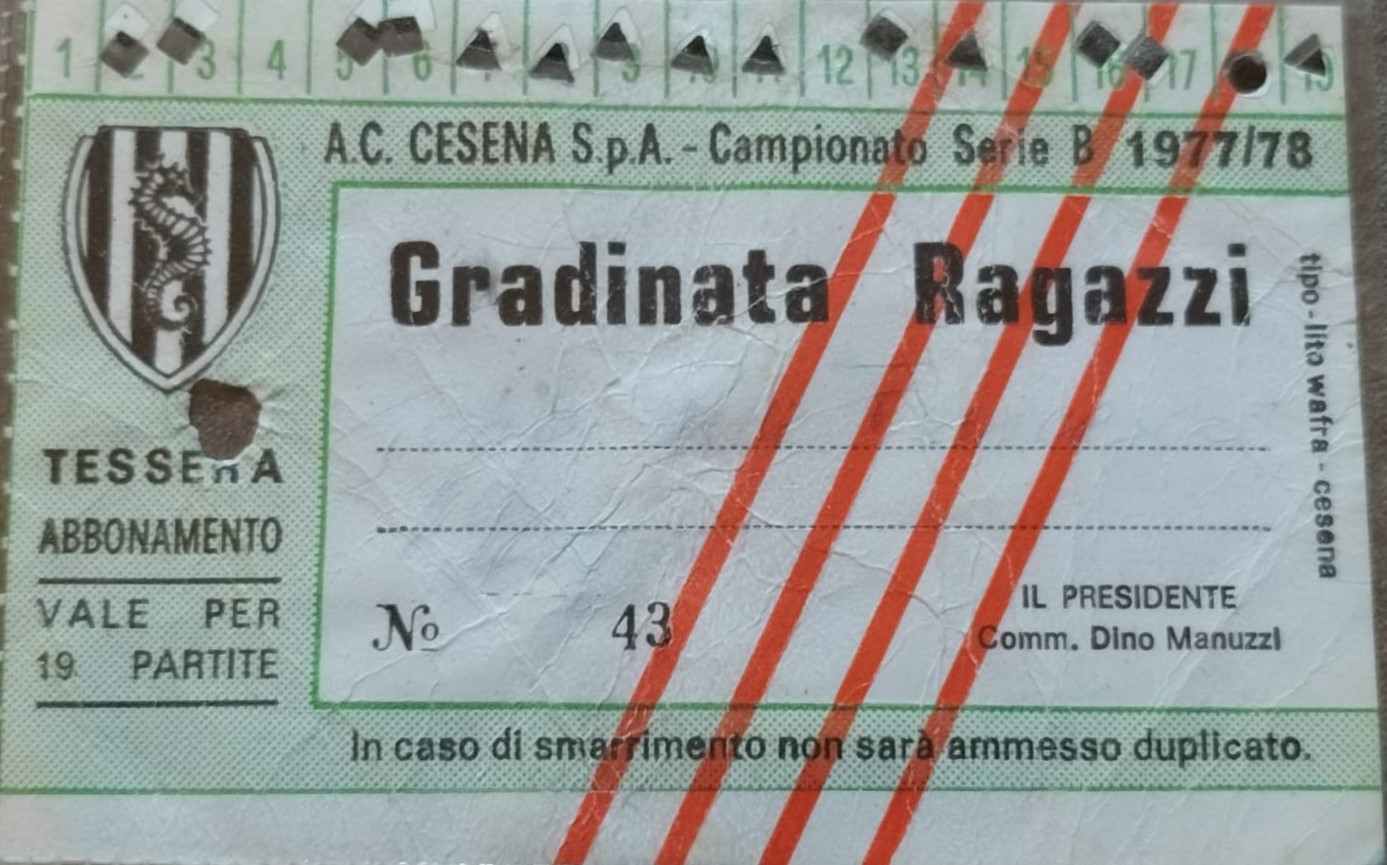 1 2 3 4 5 6 7 8 9 10 11 12 13 14 15 16 17 19
A.C. CESENA S.p.A. - Campionato Serie B 1977/78
Gradinata Ragazzi
TESSERA
ABBONAMENTO
VALE PER
19 PARTITE
No 43
IL PRESIDENTE
Comm. Dino Manuzzi
In caso di smarrimento non sarà ammesso duplicato.
tipo-lito wafra - cesena